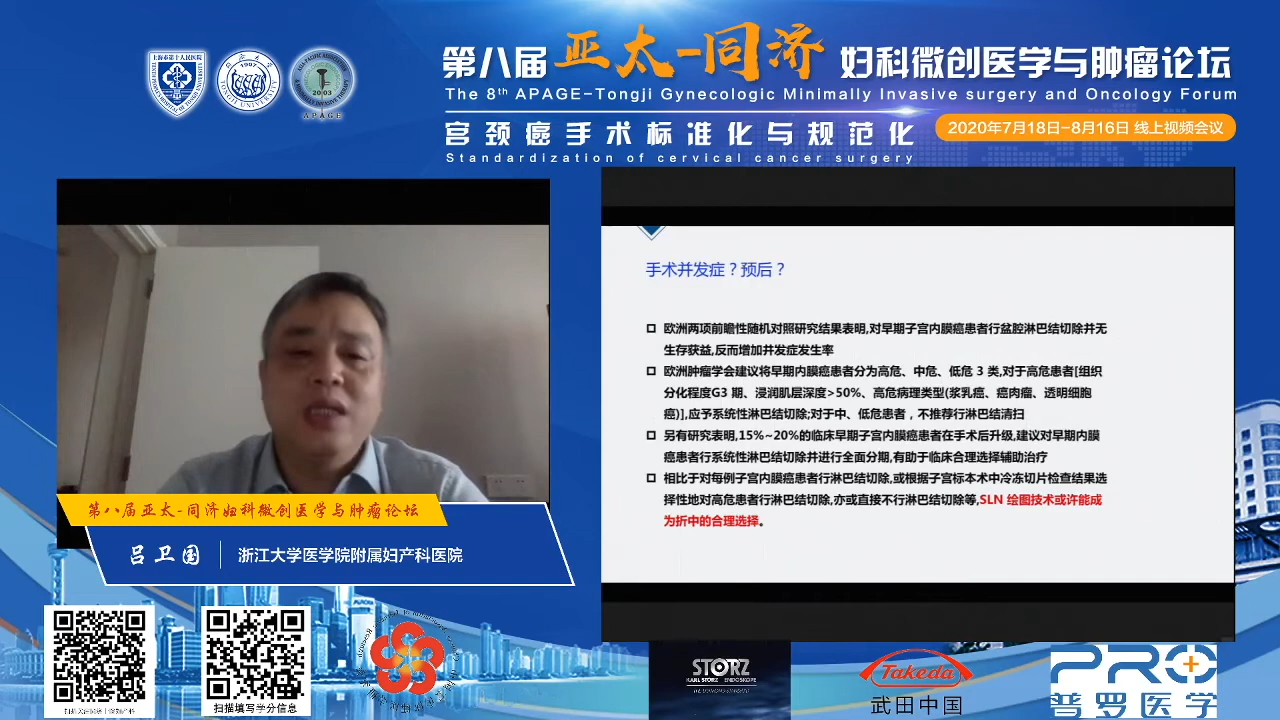 第八届 亚太-同济 妇科微创医学与肿瘤论坛
The 8th APAGE-Tongji Gynecologic Minimally Invasive surgery and Oncology Forum
宫颈癌手术标准化与规范化
2020年7月18日-8月16日 线上视频会议
Standardization of cervical cancer surgery
上海市第十人民医院
1907
TONGJI UNIVERSITY
2003
APAGE
手术并发症？预后？
欧洲两项前瞻性随机对照研究结果表明,对早期子宫内膜癌患者行盆腔淋巴结切除并无
生存获益,反而增加并发症发生率
欧洲肿瘤学会建议将早期内膜癌患者分为高危、中危、低危 3 类,对于高危患者[组织
分化程度G3 期、浸润肌层深度>50%、高危病理类型(浆乳癌、癌肉瘤、透明细胞
癌)],应予系统性淋巴结切除;对于中、低危患者，不推荐行淋巴结清扫
另有研究表明,15%~20%的临床早期子宫内膜癌患者在手术后升级,建议对早期内膜
癌患者行系统性淋巴结切除并进行全面分期,有助于临床合理选择辅助治疗
相比于对每例子宫内膜癌患者行淋巴结切除,或根据子宫标本术中冷冻切片检查结果选
择性地对高危患者行淋巴结切除,亦或直接不行淋巴结切除等,SLN 绘图技术或许能成
为折中的合理选择。
第八届亚太-同济妇科微创医学与肿瘤论坛
吕卫国 浙江大学医学院附属妇产科医院
扫描填写学分信息
STORZ
KARL STORZ-ENDOSKOPE
Takeda
武田中国
PRO
普罗医学